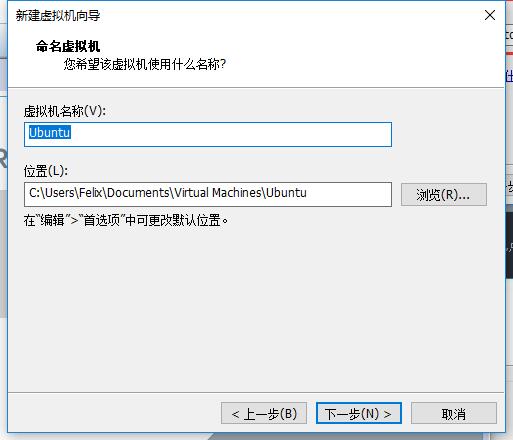 新建虚拟机向导
命名虚拟机
您希望该虚拟机使用什么名称?
虚拟机名称(V):
Ubuntu
位置(L):
C:\Users\Felix\Documents\Virtual Machines\Ubuntu
浏览(R)...
在“编辑”>“首选项”中可更改默认位置。
< 上一步(B)
下一步(N) >
取消